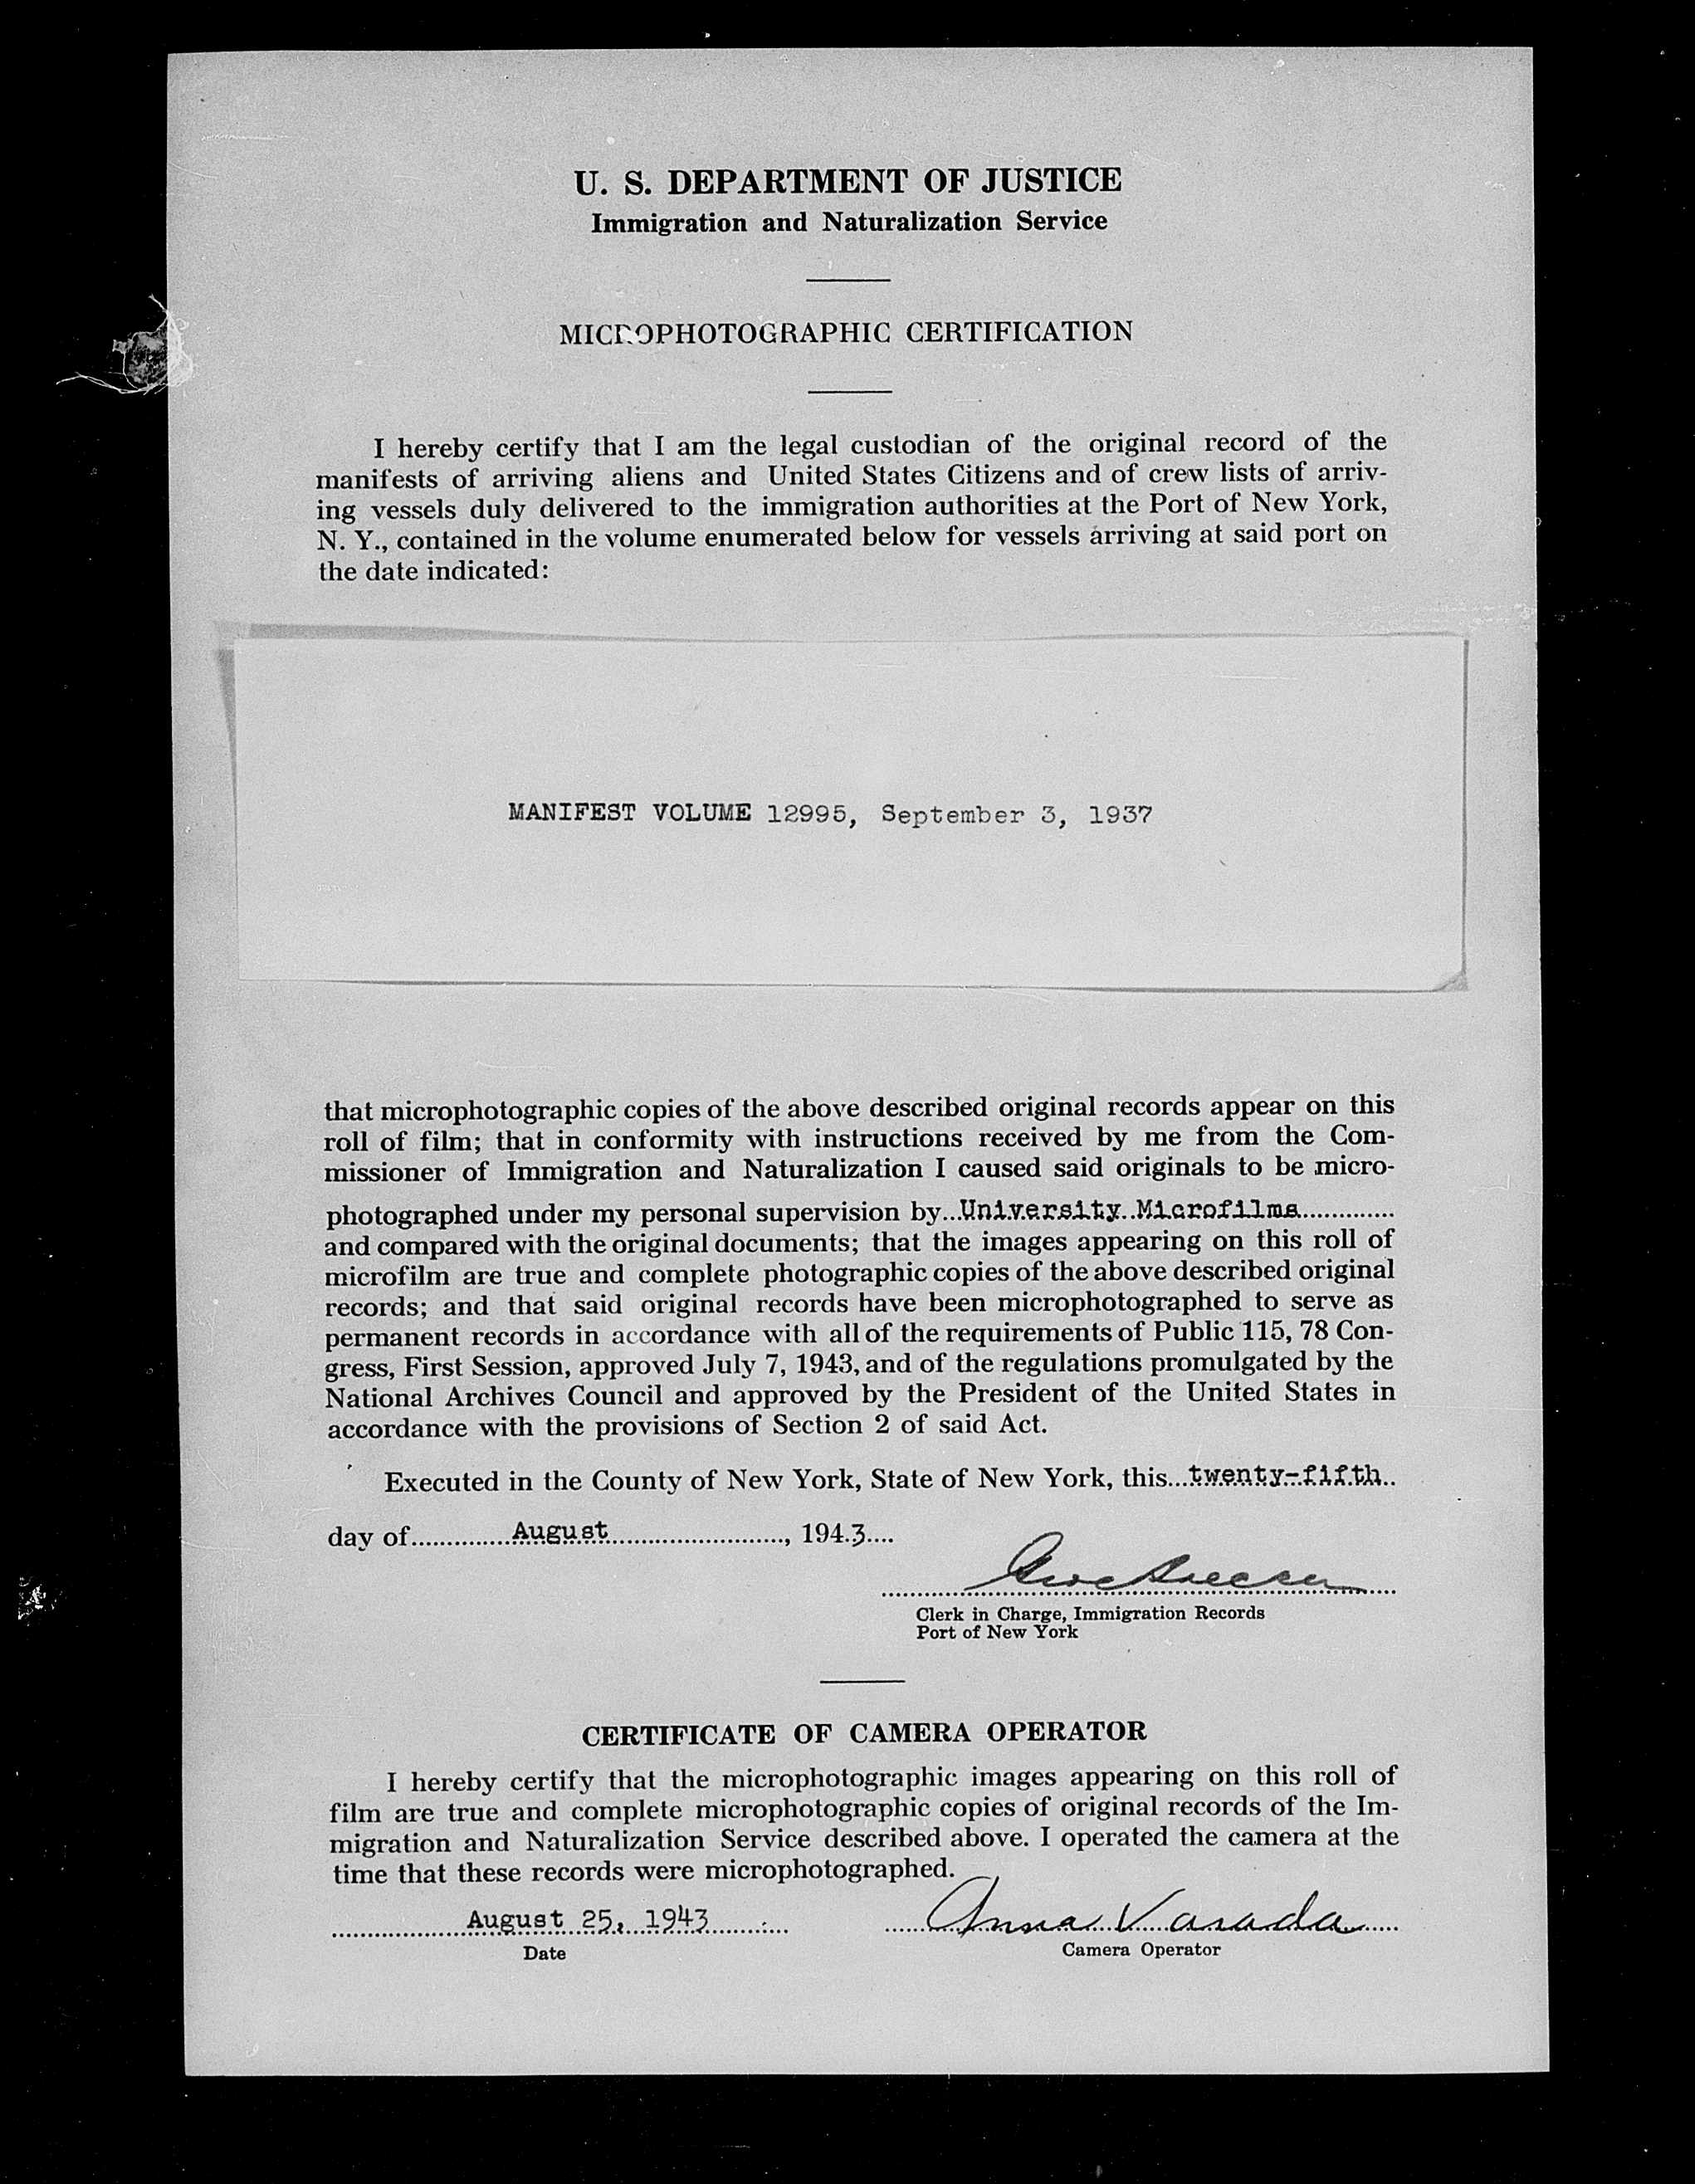 U. S. DEPARTMENT OF JUSTICE
Immigration and Naturalization Service
MICROPHOTOGRAPHIC CERTIFICATION
I hereby certify that I am the legal custodian of the original record of the
manifests of arriving aliens and United States Citizens and of crew lists of arriv-
ing vessels duly delivered to the immigration authorities at the Port of New York,
N. Y., contained in the volume enumerated below for vessels arriving at said port on
the date indicated:
MANIFEST VOLUME 12995, September 3, 1937
that microphotographic copies of the above described original records appear on this
roll of film; that in conformity with instructions received by me from the Com-
missioner of Immigration and Naturalization I caused said originals to be micro-
photographed under my personal supervision by...University Microfilms..............
and compared with the original documents; that the images appearing on this roll of
microfilm are true and complete photographic copies of the above described original
records; and that said original records have been microphotographed to serve as
permanent records in accordance with all of the requirements of Public 115, 78 Con-
gress, First Session, approved July 7, 1943, and of the regulations promulgated by the
National Archives Council and approved by the President of the United States in
accordance with the provisions of Section 2 of said Act.
Executed in the County of New York, State of New York, this...twenty-fifth..
day of..............August........................, 194.3....
Clerk in Charge, Immigration Records
Port of New York
CERTIFICATE OF CAMERA OPERATOR
I hereby certify that the microphotographic images appearing on this roll of
film are true and complete microphotographic copies of original records of the Im-
migration and Naturalization Service described above. I operated the camera at the
time that these records were microphotographed.
August 25, 1943 Anna Varada
Date Camera Operator